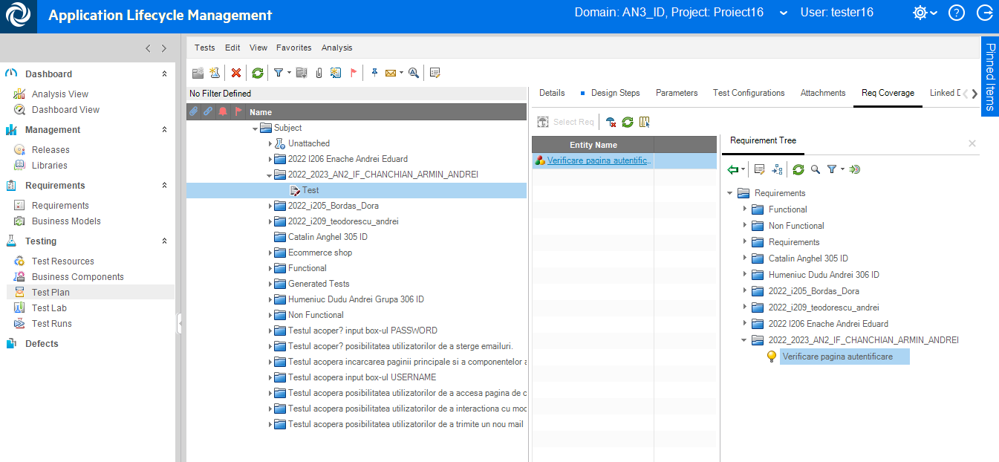 Application Lifecycle Management
Domain: AN3_ID, Project: Proiect16
User: tester16
Pinned Items
Dashboard
Analysis View
Dashboard View
Management
Releases
Libraries
Requirements
Requirements
Business Models
Testing
Test Resources
Business Components
Test Plan
Test Lab
Test Runs
Defects
Tests Edit View Favorites Analysis
No Filter Defined
Name
Subject
Unattached
2022 I206 Enache Andrei Eduard
2022_2023_AN2_IF_CHANCHIAN_ARMIN_ANDREI
Test
2022_i205_Bordas_Dora
2022_i209_teodorescu_andrei
Catalin Anghel 305 ID
Ecommerce shop
Functional
Generated Tests
Humeniuc Dudu Andrei Grupa 306 ID
Non Functional
Testul acoper? input box-ul PASSWORD
Testul acoper? posibilitatea utilizatorilor de a sterge emailuri.
Testul acopera incarcarea paginii principale si a componentelor a
Testul acopera input box-ul USERNAME
Testul acopera posibilitatea utilizatorilor de a accesa pagina de c
Testul acopera posibilitatea utilizatorilor de a interactiona cu moc
Testul acopera posibilitatea utilizatorilor de a trimite un nou mail
Details Design Steps Parameters Test Configurations Attachments Req Coverage Linked D
Select Req
Entity Name
Verificare pagina autentific...
Requirement Tree
Requirements
Functional
Non Functional
Requirements
Catalin Anghel 305 ID
Humeniuc Dudu Andrei 306 ID
2022_i205_Bordas_Dora
2022_i209_teodorescu_andrei
2022 I206 Enache Andrei Eduard
2022_2023_AN2_IF_CHANCHIAN_ARMIN_ANDREI
Verificare pagina autentificare